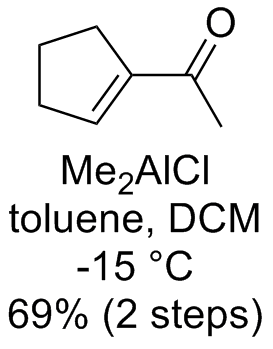 O
Me₂AlCl
toluene, DCM
-15 °C
69% (2 steps)